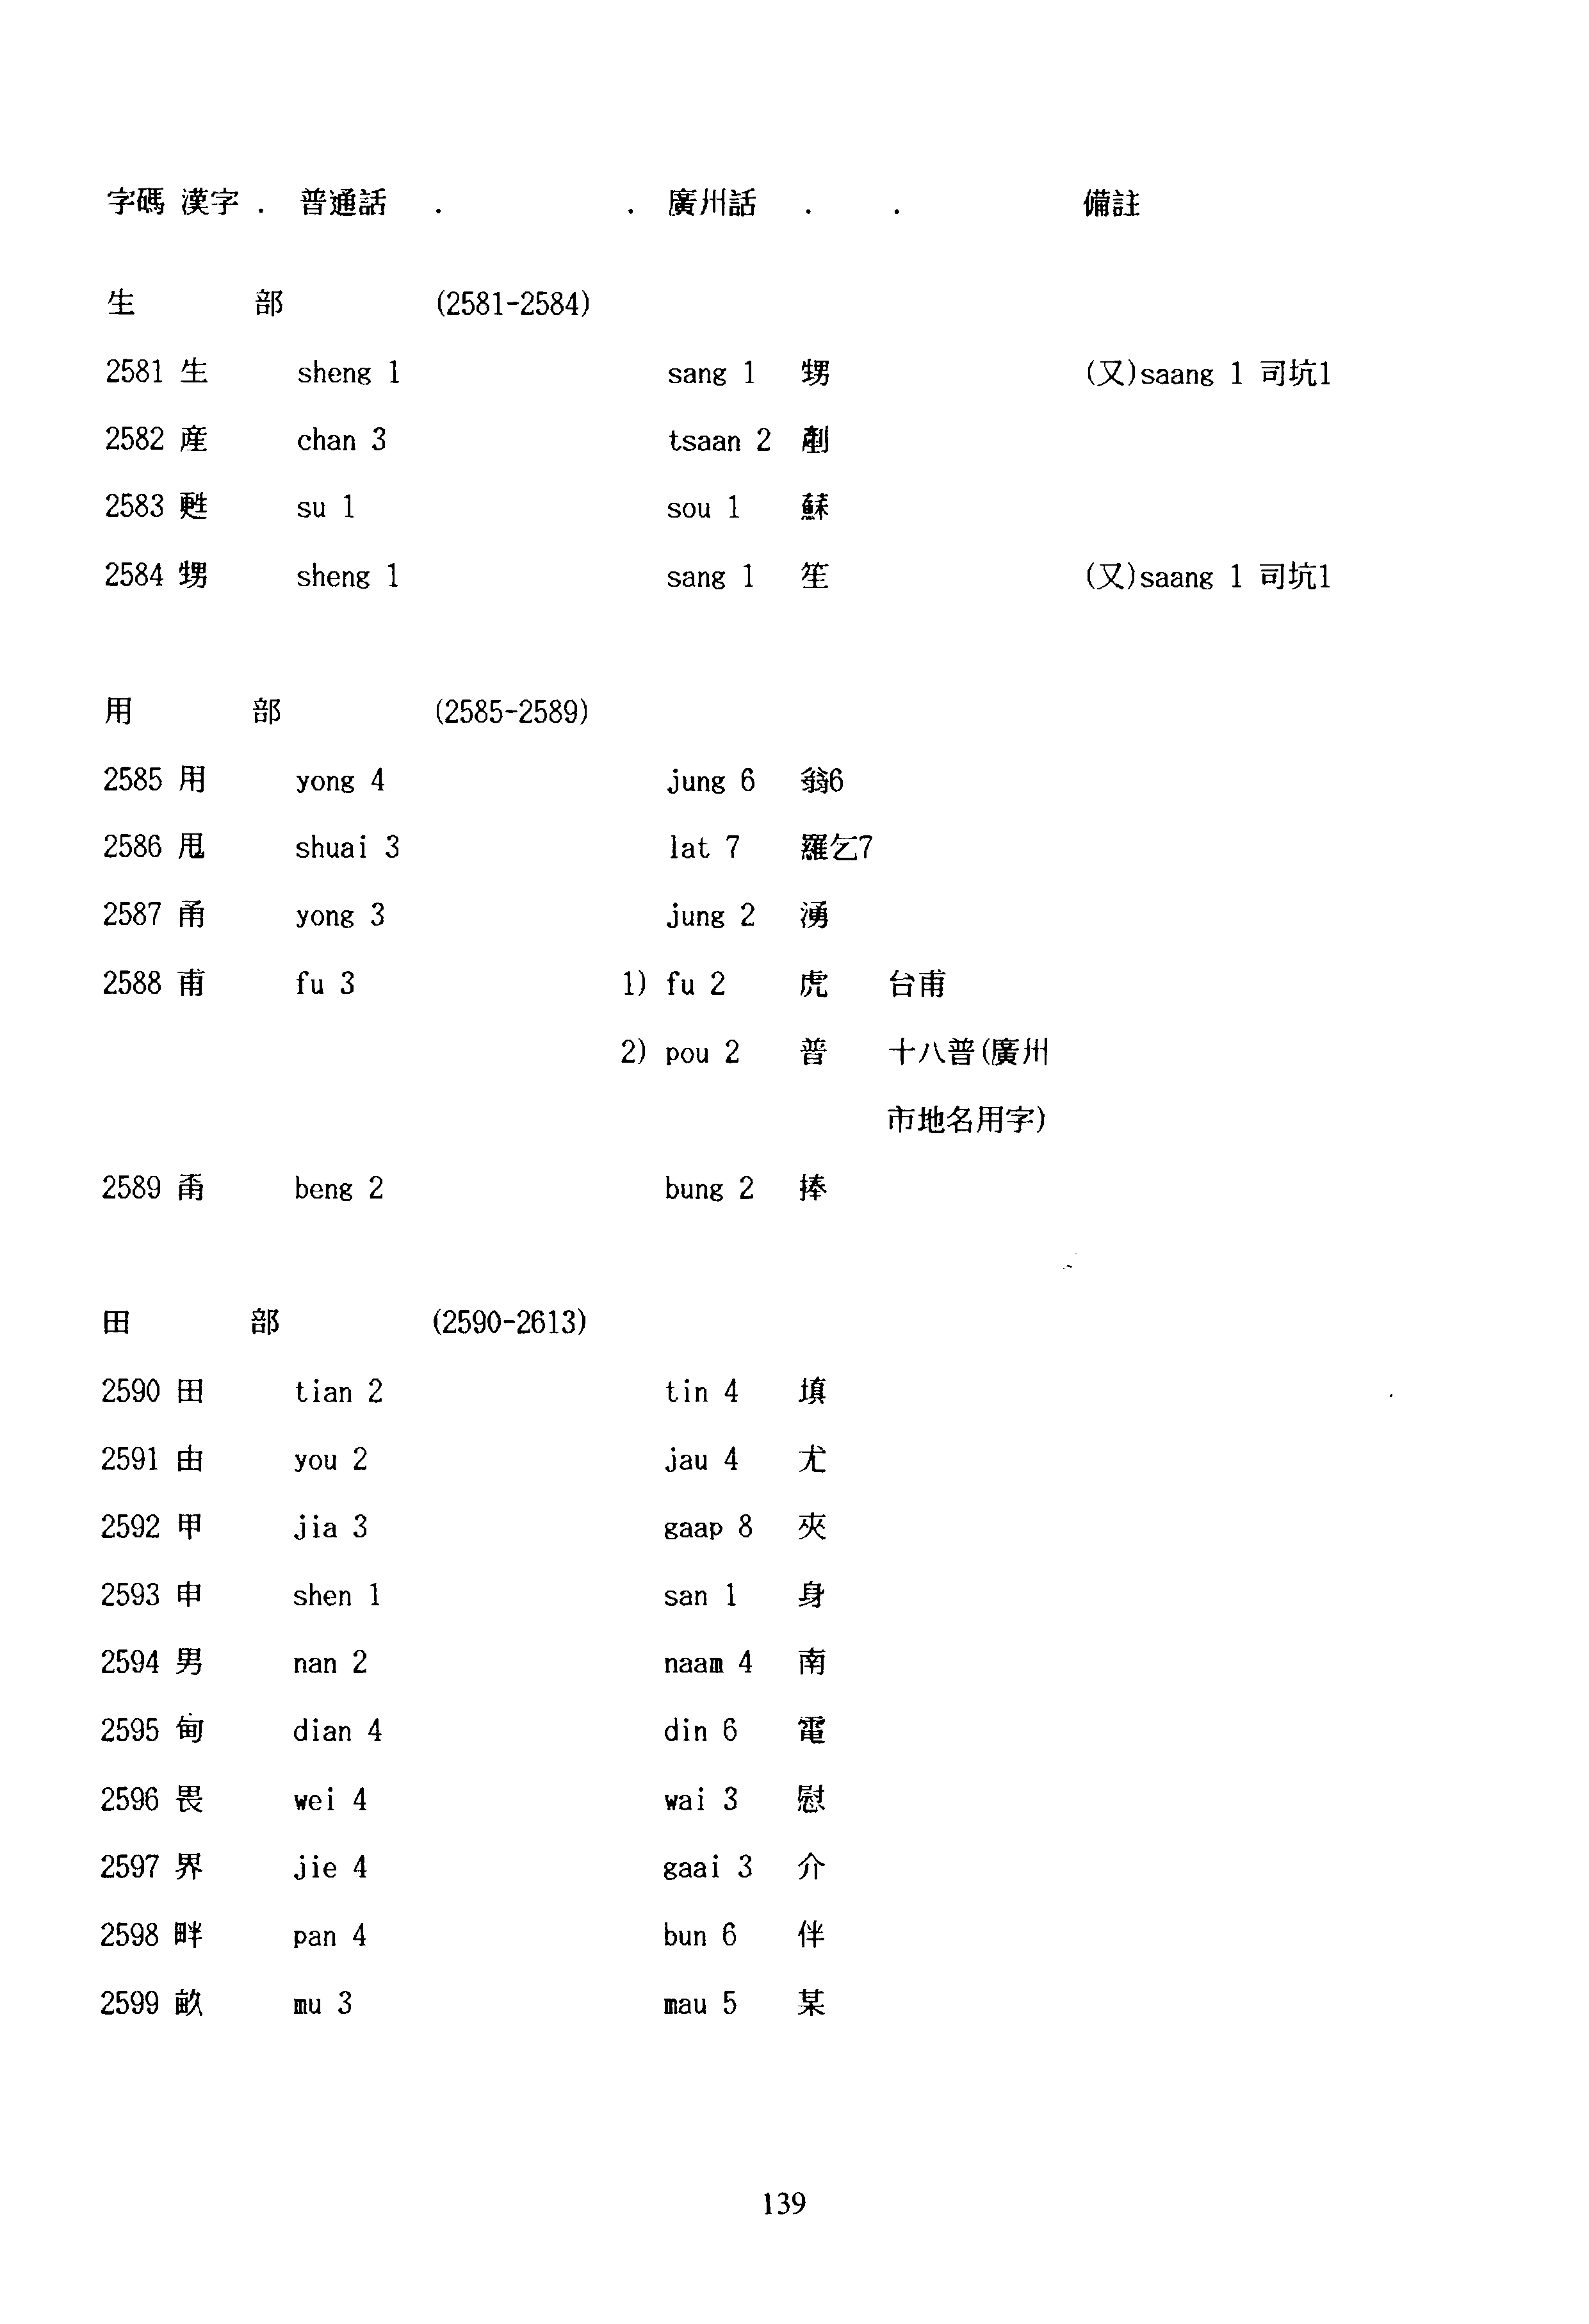 字碼 漢字 . 普通話 . . 廣州話 . . 備註
生 部 (2581-2584)
2581 生 sheng 1 sang 1 甥 (又)saang 1 司坑1
2582 産 chan 3 tsaan 2 剷
2583 甦 su 1 sou 1 蘇
2584 甥 sheng 1 sang 1 笙 (又)saang 1 司坑1
用 部 (2585-2589)
2585 用 yong 4 jung 6 翁6
2586 甩 shuai 3 lat 7 羅乞7
2587 甬 yong 3 jung 2 湧
2588 甫 fu 3 1) fu 2 虎 台甫
2) pou 2 普 十八普(廣州
市地名用字)
2589 甭 beng 2 bung 2 捧
田 部 (2590-2613)
2590 田 tian 2 tin 4 填
2591 由 you 2 jau 4 尤
2592 甲 jia 3 gaap 8 夾
2593 申 shen 1 san 1 身
2594 男 nan 2 naam 4 南
2595 甸 dian 4 din 6 電
2596 畏 wei 4 wai 3 慰
2597 界 jie 4 gaai 3 介
2598 畔 pan 4 bun 6 伴
2599 畝 mu 3 mau 5 某
139